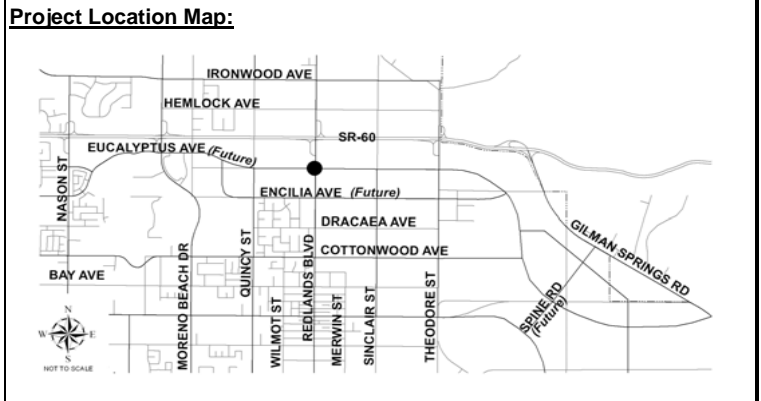 Project Location Map:
IRONWOOD AVE
HEMLOCK AVE
SR-60
EUCALYPTUS AVE (Future)
NASON ST
ENCILIA AVE (Future)
DRACAEA AVE
COTTONWOOD AVE
BAY AVE
MORENO BEACH DR
QUINCY ST
WILMOT ST
REDLANDS BLVD
MERWIN ST
SINCLAIR ST
THEODORE ST
SPINE RD
(Future)
GILMAN SPRINGS RD
N
W E
S
NOT TO SCALE